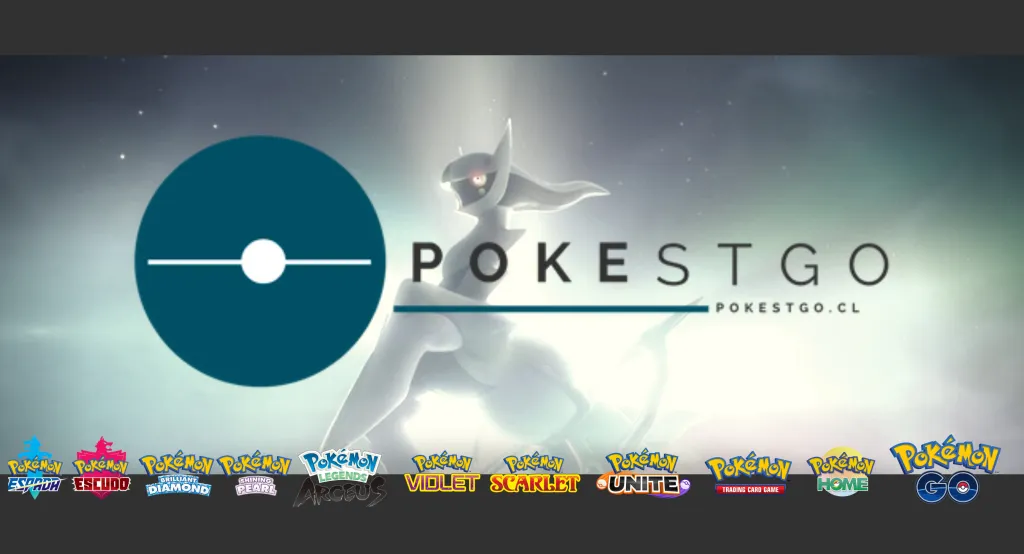 POKESTGO
POKESTGO.CL
POKÉMON ESPADA
POKÉMON ESCUDO
POKÉMON BRILLIANT DIAMOND
POKÉMON SHINING PEARL
POKÉMON LEGENDS ARCEUS
POKÉMON VIOLET
POKÉMON SCARLET
POKÉMON UNITE
POKÉMON TRADING CARD GAME
POKÉMON HOME
POKÉMON GO